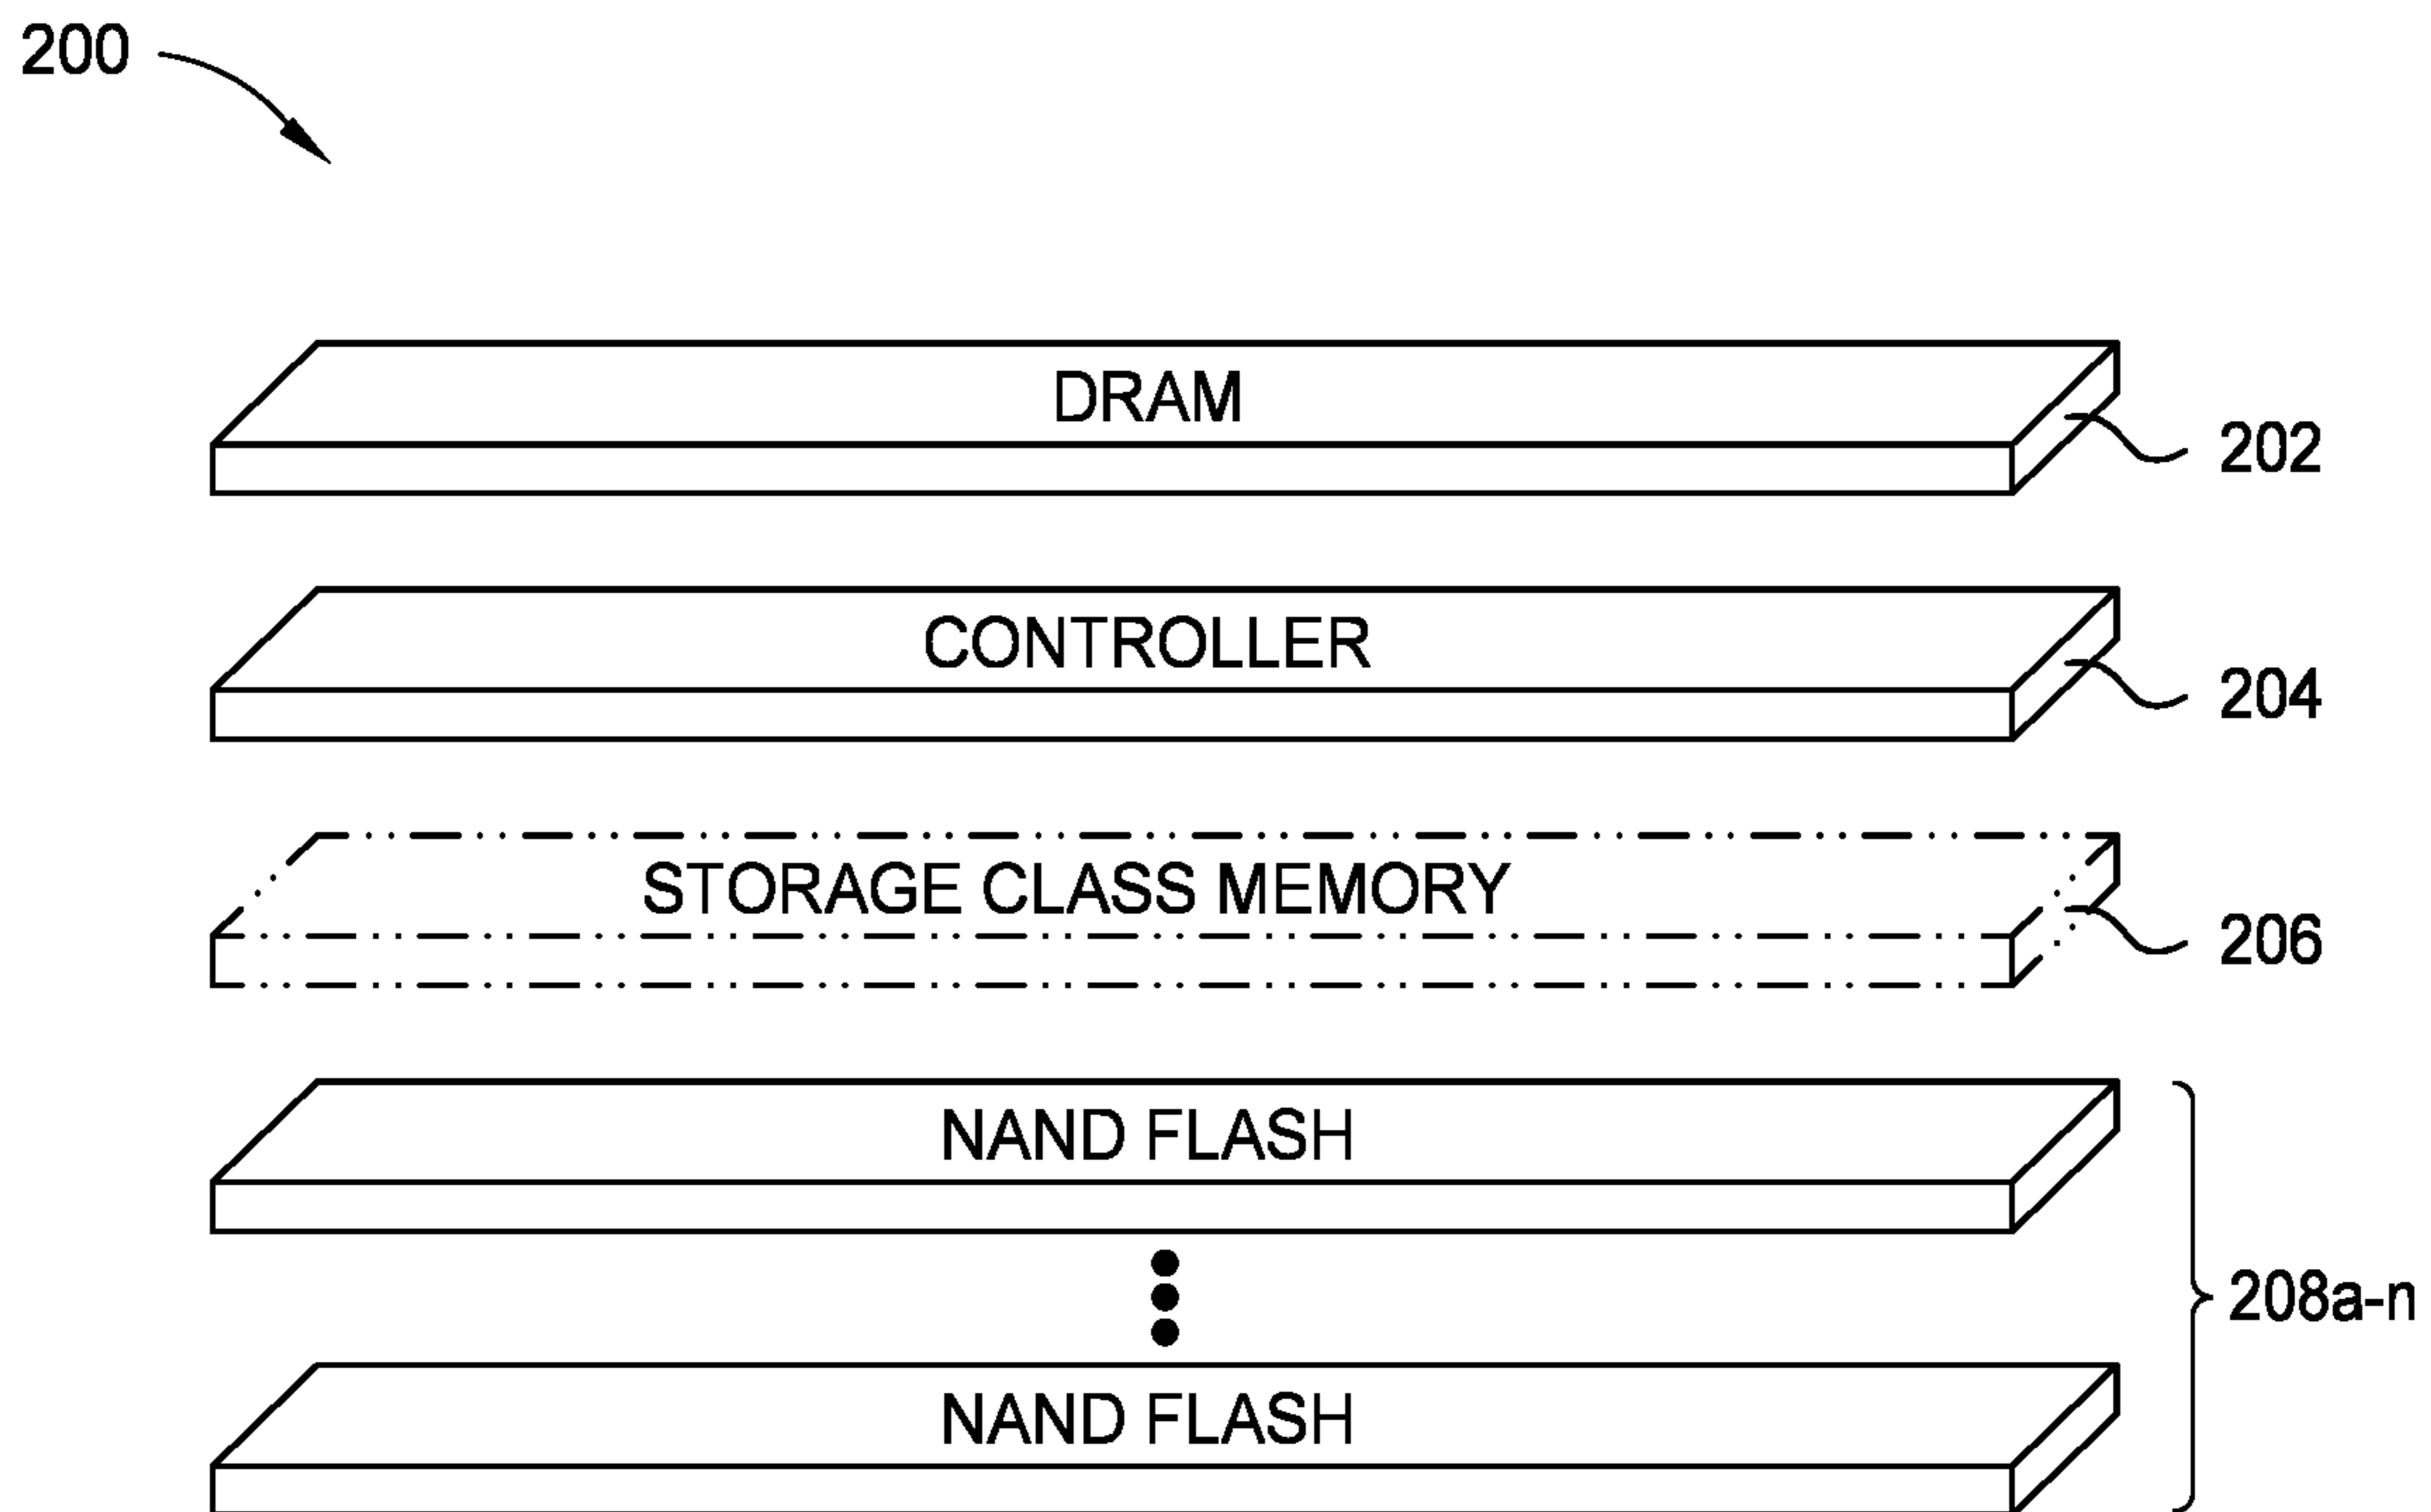 200
DRAM
202
CONTROLLER
204
STORAGE CLASS MEMORY
206
NAND FLASH
208a-n
NAND FLASH